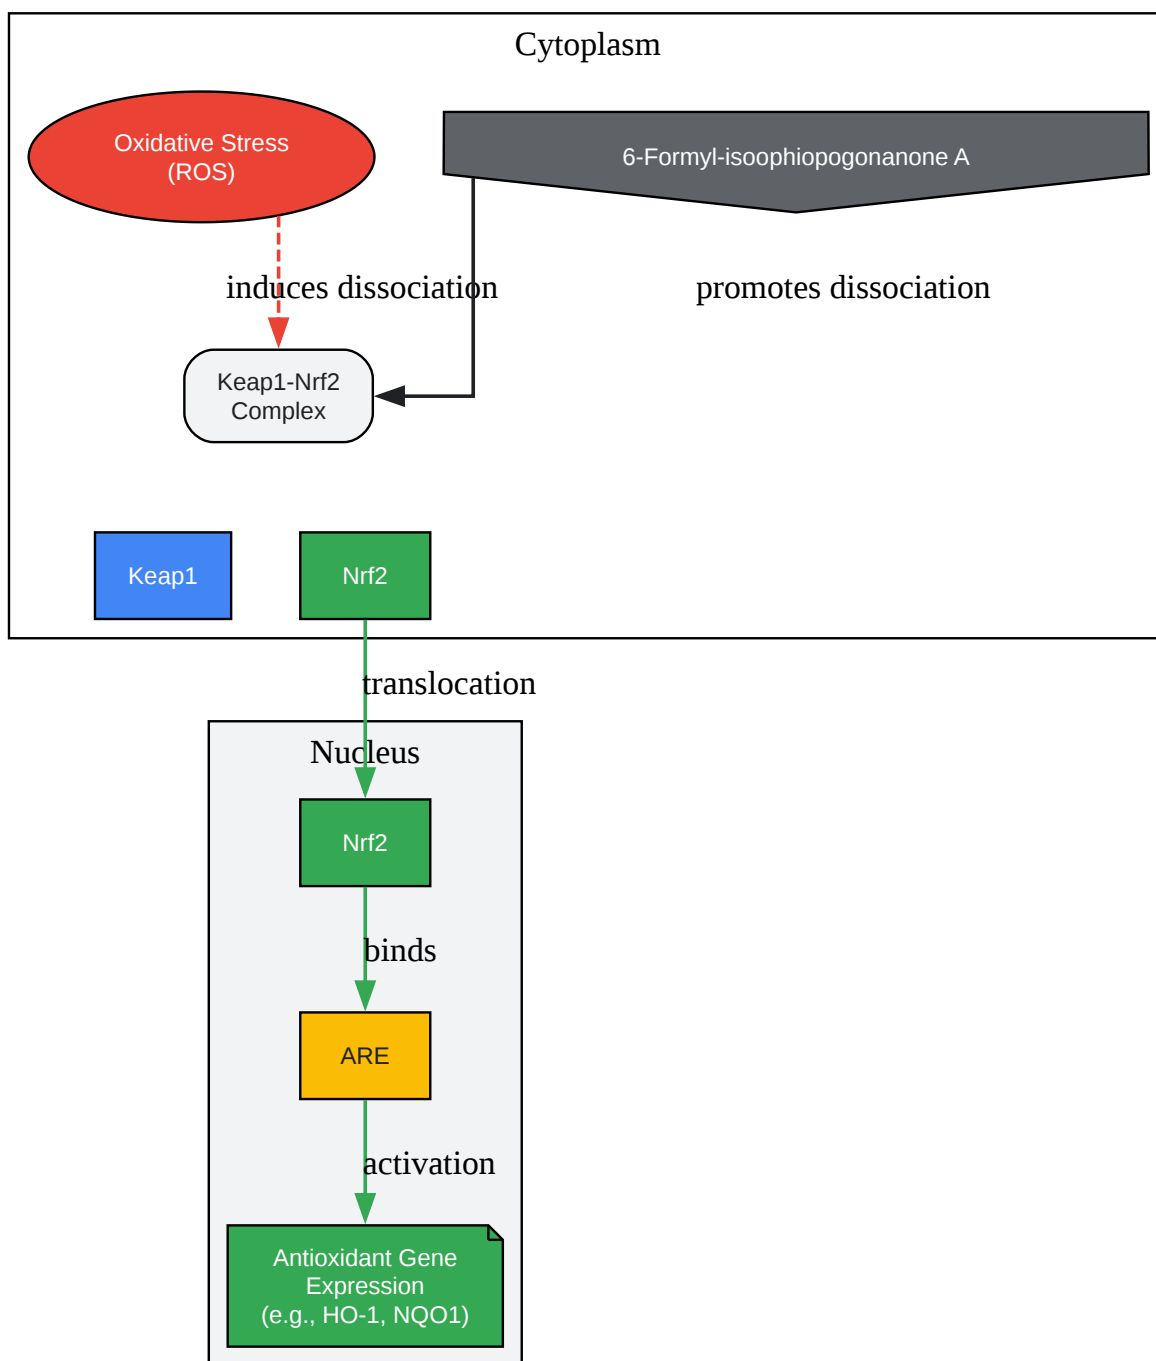 Cytoplasm
Oxidative Stress
(ROS)
6-Formyl-isoophiopogonanone A
induces dissociation
promotes dissociation
Keap1-Nrf2
Complex
Keap1
Nrf2
translocation
Nucleus
Nrf2
binds
ARE
activation
Antioxidant Gene
Expression
(e.g., HO-1, NQO1)